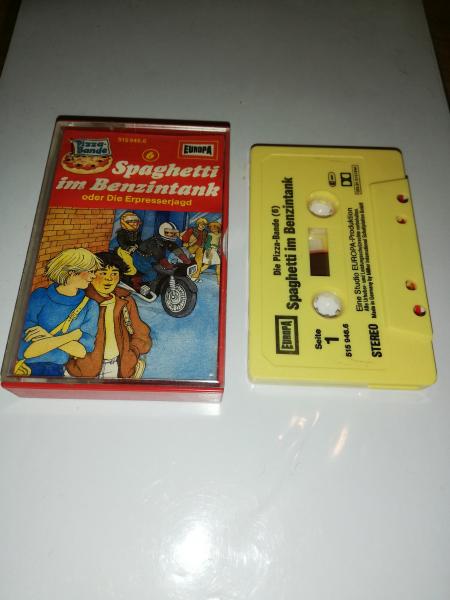 Pizza-
Bande
515 946.6
6
EUROPA
Spaghetti
im Benzintank
oder Die Erpresserjagd
EUROPA
Die Pizza-Bande (6)
Spaghetti im Benzintank
Seite
1
515 946.6
STEREO
Eine Studio EUROPA-Produktion